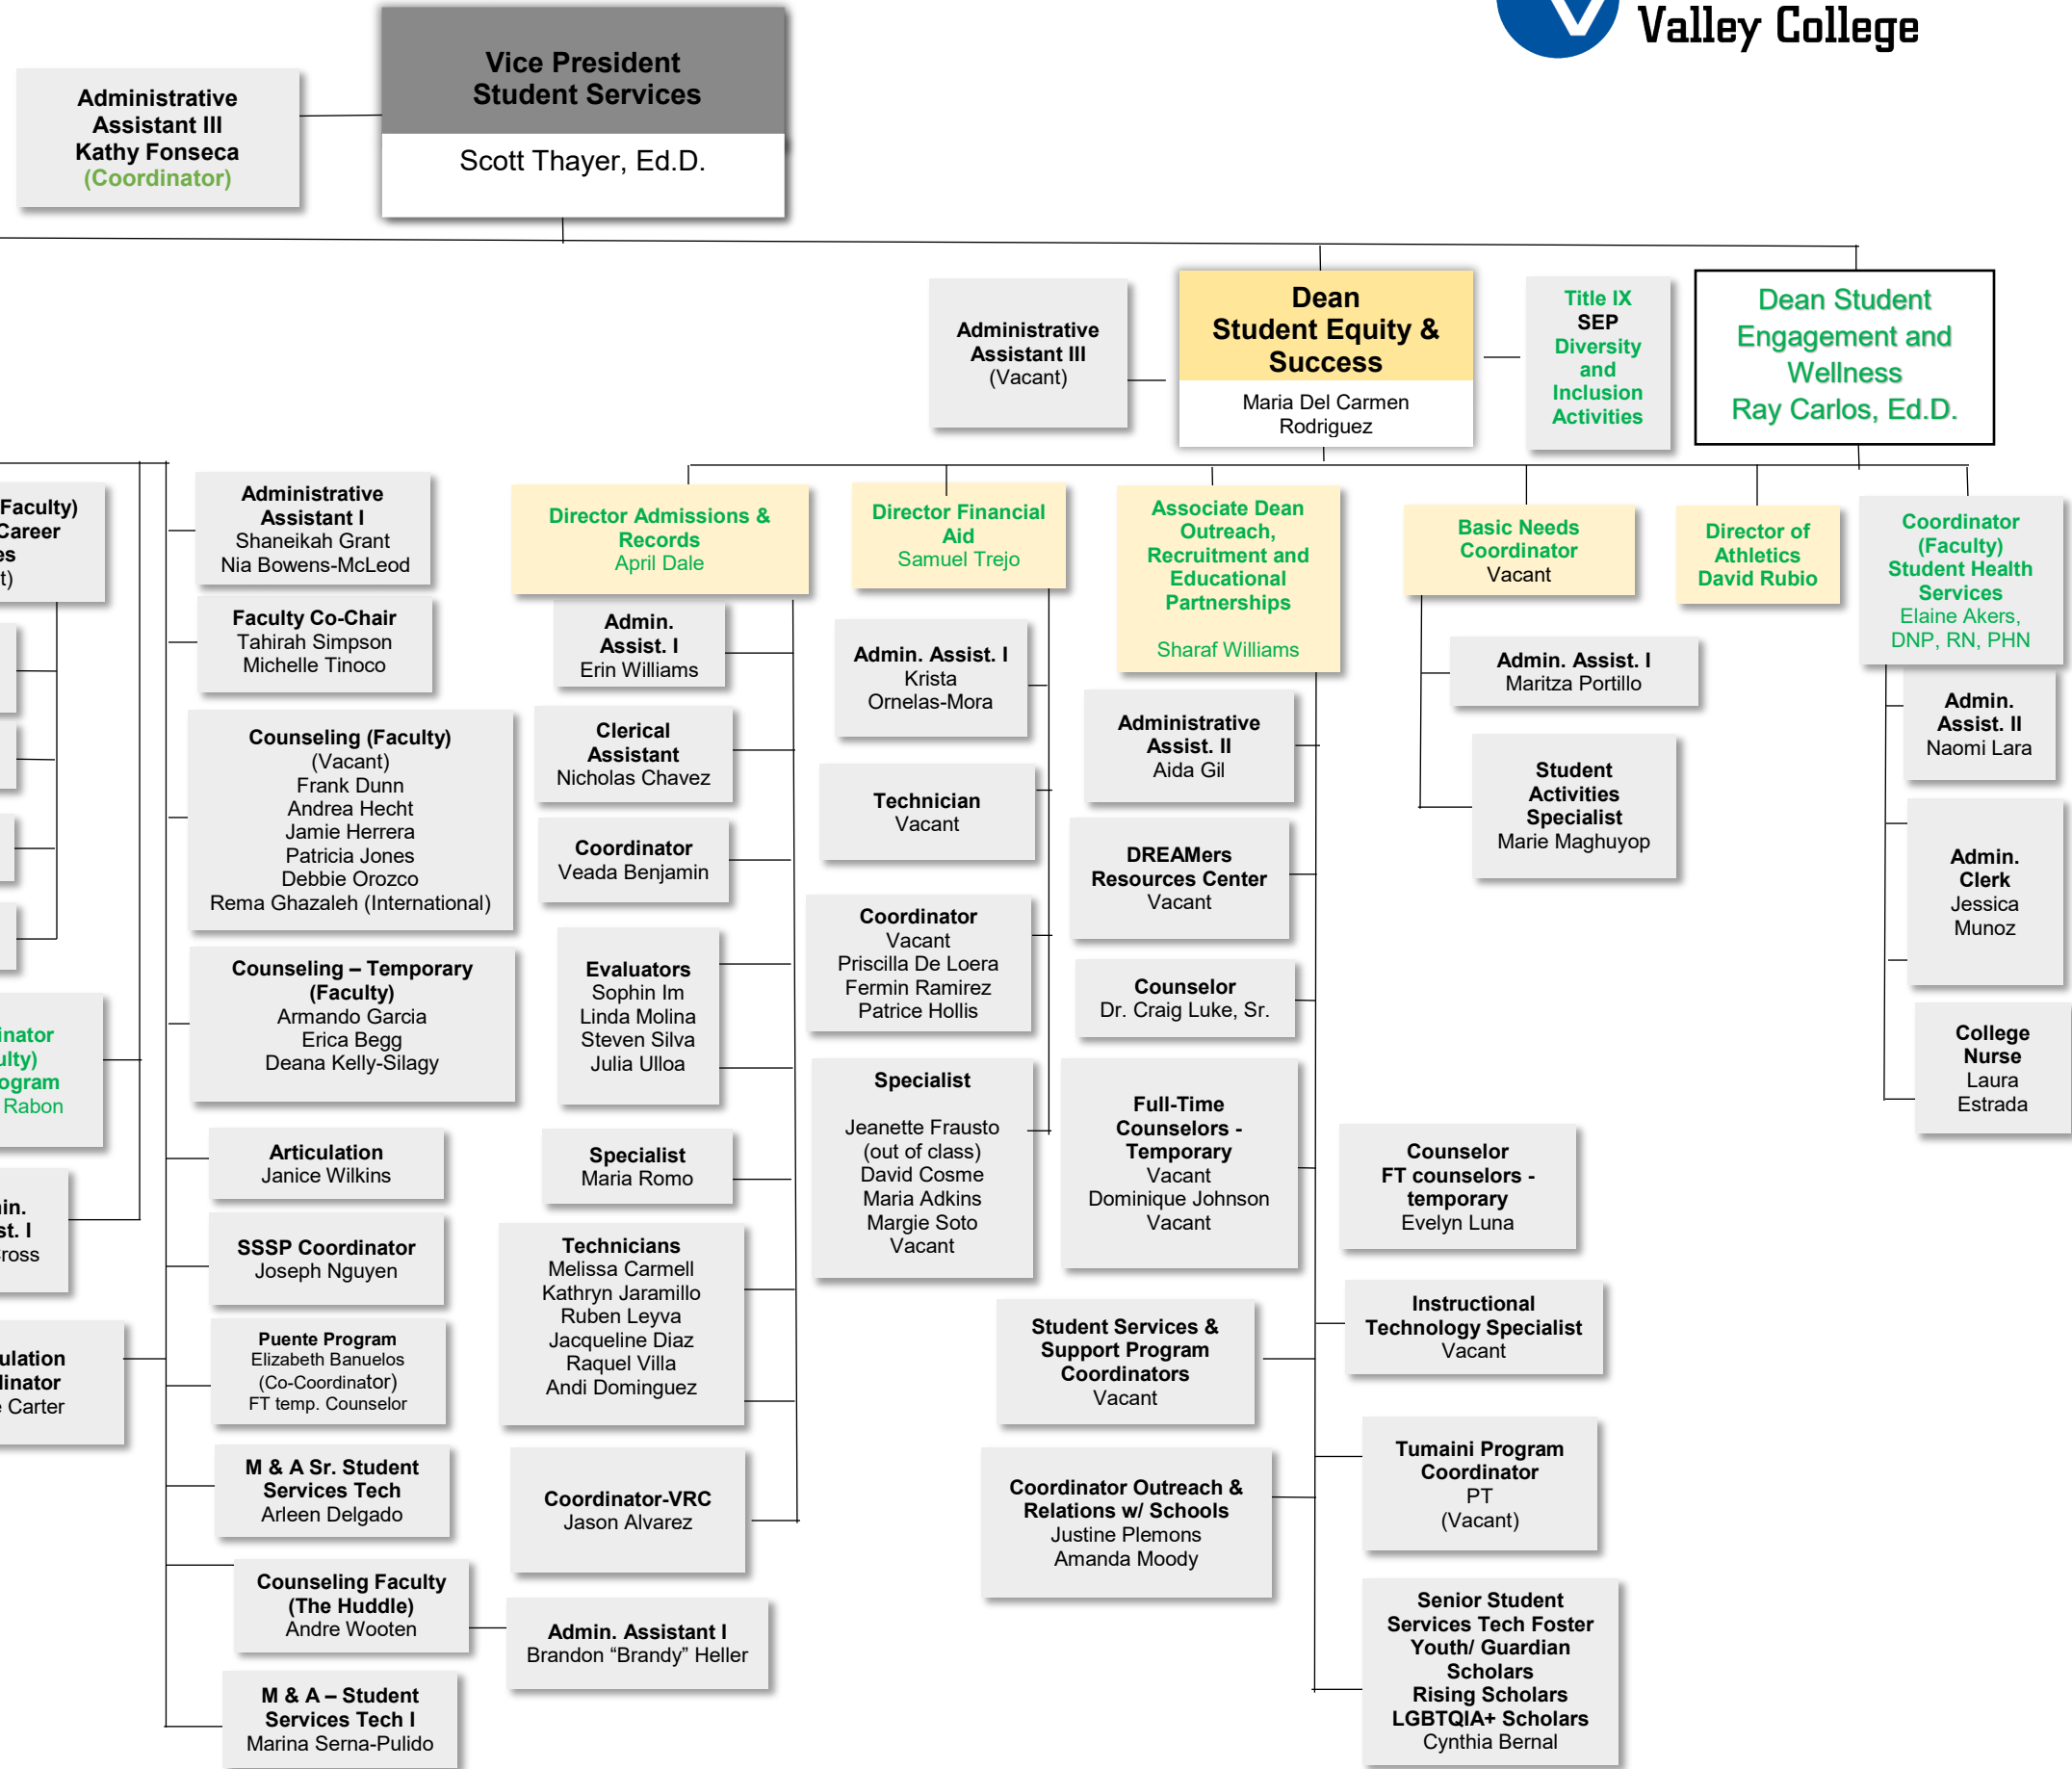 Valley College
Vice President
Student Services
Scott Thayer, Ed.D.
Administrative
Assistant III
Kathy Fonseca
(Coordinator)
Administrative
Assistant III
(Vacant)
Dean
Student Equity &
Success
Maria Del Carmen
Rodriguez
Title IX
SEP
Diversity
and
Inclusion
Activities
Dean Student
Engagement and
Wellness
Ray Carlos, Ed.D.
Faculty)
Career
Rabon
Carter
Administrative
Assistant I
Shaneikah Grant
Nia Bowens-McLeod
Faculty Co-Chair
Tahirah Simpson
Michelle Tinoco
Counseling (Faculty)
(Vacant)
Frank Dunn
Andrea Hecht
Jamie Herrera
Patricia Jones
Debbie Orozco
Rema Ghazaleh (International)
Counseling – Temporary
(Faculty)
Armando Garcia
Erica Begg
Deana Kelly-Silagy
Articulation
Janice Wilkins
SSSP Coordinator
Joseph Nguyen
Puente Program
Elizabeth Banuelos
(Co-Coordinator)
FT temp. Counselor
M & A Sr. Student
Services Tech
Arleen Delgado
Counseling Faculty
(The Huddle)
Andre Wooten
Admin. Assistant I
Brandon “Brandy” Heller
M & A – Student
Services Tech I
Marina Serna-Pulido
Director Admissions &
Records
April Dale
Admin.
Assist. I
Erin Williams
Clerical
Assistant
Nicholas Chavez
Coordinator
Veada Benjamin
Evaluators
Sophin Im
Linda Molina
Steven Silva
Julia Ulloa
Specialist
Maria Romo
Technicians
Melissa Carmell
Kathryn Jaramillo
Ruben Leyva
Jacqueline Diaz
Raquel Villa
Andi Dominguez
Coordinator-VRC
Jason Alvarez
Director Financial
Aid
Samuel Trejo
Admin. Assist. I
Krista
Ornelas-Mora
Technician
Vacant
Coordinator
Vacant
Priscilla De Loera
Fermin Ramirez
Patrice Hollis
Specialist
Jeanette Frausto
(out of class)
David Cosme
Maria Adkins
Margie Soto
Vacant
Associate Dean
Outreach,
Recruitment and
Educational
Partnerships
Sharaf Williams
Administrative
Assist. II
Aida Gil
DREAMers
Resources Center
Vacant
Counselor
Dr. Craig Luke, Sr.
Full-Time
Counselors -
Temporary
Vacant
Dominique Johnson
Vacant
Student Services &
Support Program
Coordinators
Vacant
Coordinator Outreach &
Relations w/ Schools
Justine Plemons
Amanda Moody
Counselor
FT counselors -
temporary
Evelyn Luna
Instructional
Technology Specialist
Vacant
Tumaini Program
Coordinator
PT
(Vacant)
Senior Student
Services Tech Foster
Youth/ Guardian
Scholars
Rising Scholars
LGBTQIA+ Scholars
Cynthia Bernal
Basic Needs
Coordinator
Vacant
Admin. Assist. I
Maritza Portillo
Student
Activities
Specialist
Marie Maghuyop
Director of
Athletics
David Rubio
Coordinator
(Faculty)
Student Health
Services
Elaine Akers,
DNP, RN, PHN
Admin.
Assist. II
Naomi Lara
Admin.
Clerk
Jessica
Munoz
College
Nurse
Laura
Estrada